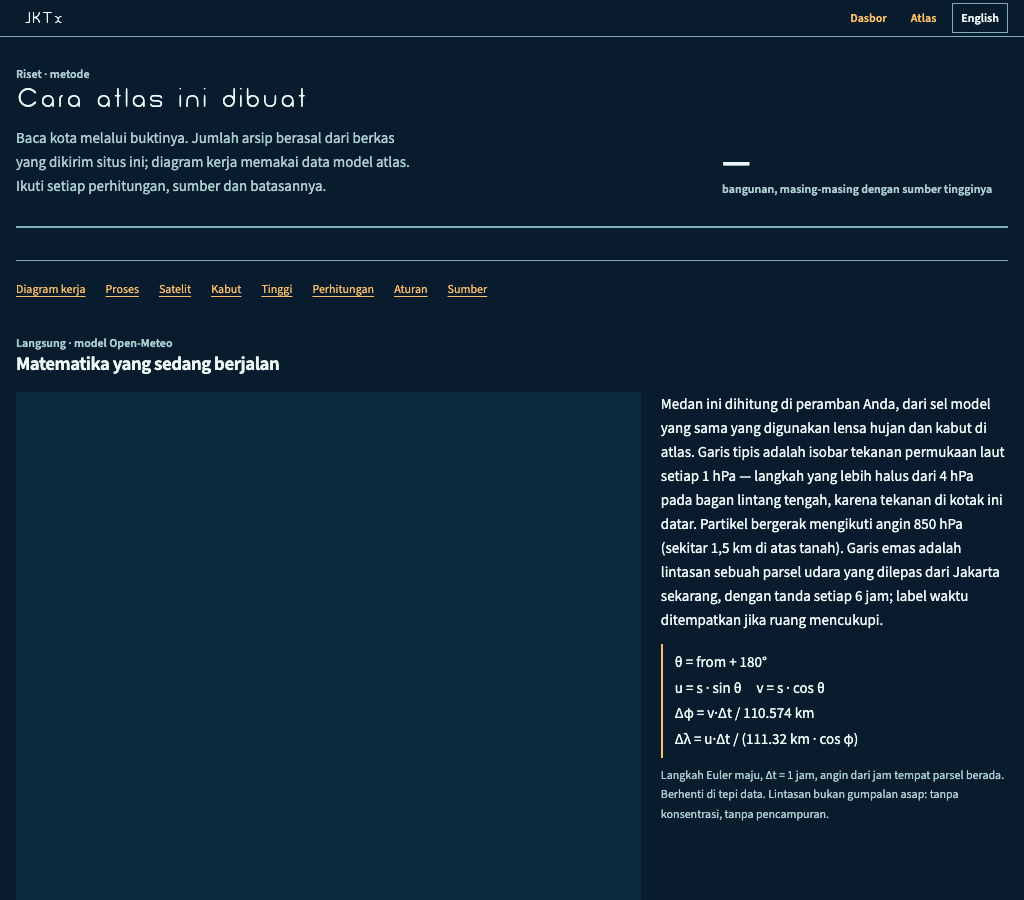 JKTx
Dasbor
Atlas
English
Riset · metode
Cara atlas ini dibuat
Baca kota melalui buktinya. Jumlah arsip berasal dari berkas
yang dikirim situs ini; diagram kerja memakai data model atlas.
Ikuti setiap perhitungan, sumber dan batasannya.
—
bangunan, masing-masing dengan sumber tingginya
Diagram kerja
Proses
Satelit
Kabut
Tinggi
Perhitungan
Aturan
Sumber
Langsung · model Open-Meteo
Matematika yang sedang berjalan
Medan ini dihitung di peramban Anda, dari sel model
yang sama yang digunakan lensa hujan dan kabut di
atlas. Garis tipis adalah isobar tekanan permukaan laut
setiap 1 hPa — langkah yang lebih halus dari 4 hPa
pada bagan lintang tengah, karena tekanan di kotak ini
datar. Partikel bergerak mengikuti angin 850 hPa
(sekitar 1,5 km di atas tanah). Garis emas adalah
lintasan sebuah parsel udara yang dilepas dari Jakarta
sekarang, dengan tanda setiap 6 jam; label waktu
ditempatkan jika ruang mencukupi.
θ = from + 180°
u = s · sin θ v = s · cos θ
Δφ = v·Δt / 110.574 km
Δλ = u·Δt / (111.32 km · cos φ)
Langkah Euler maju, Δt = 1 jam, angin dari jam tempat parsel berada.
Berhenti di tepi data. Lintasan bukan gumpalan asap: tanpa
konsentrasi, tanpa pencampuran.